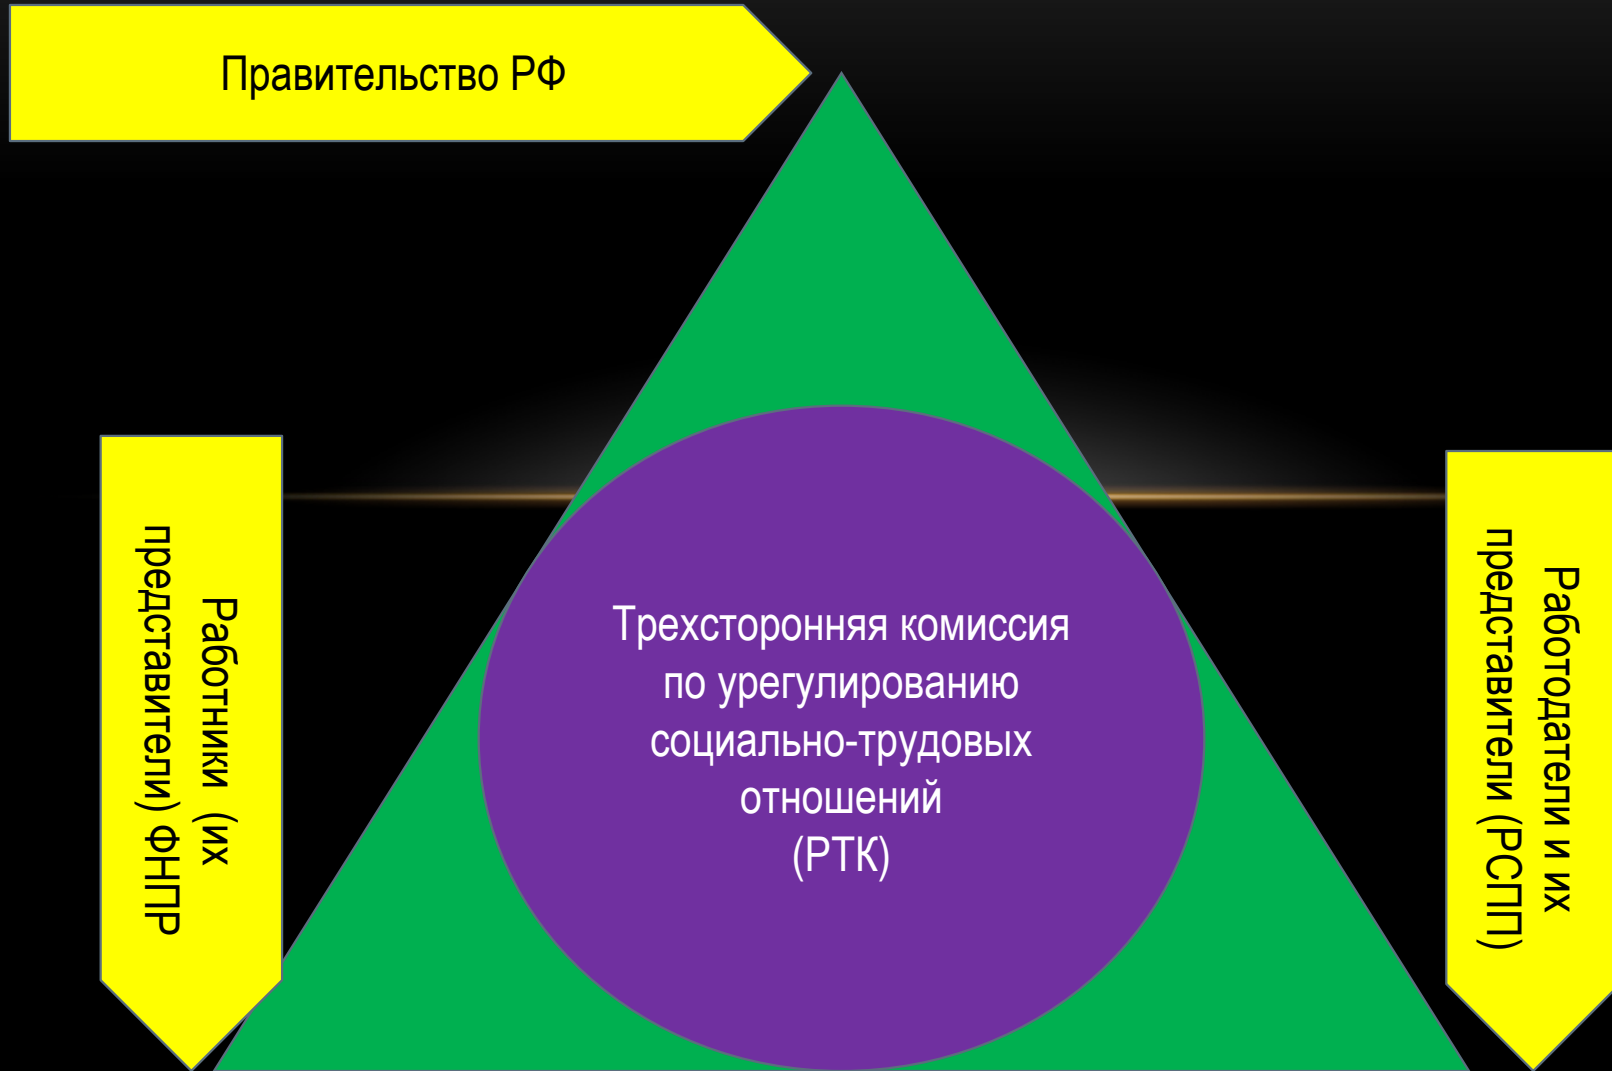 Правительство РФ
Работники (их
представители) ФНПР
Трехсторонняя комиссия
по урегулированию
социально-трудовых
отношений
(РТК)
Работодатели и их
представители (РСПП)